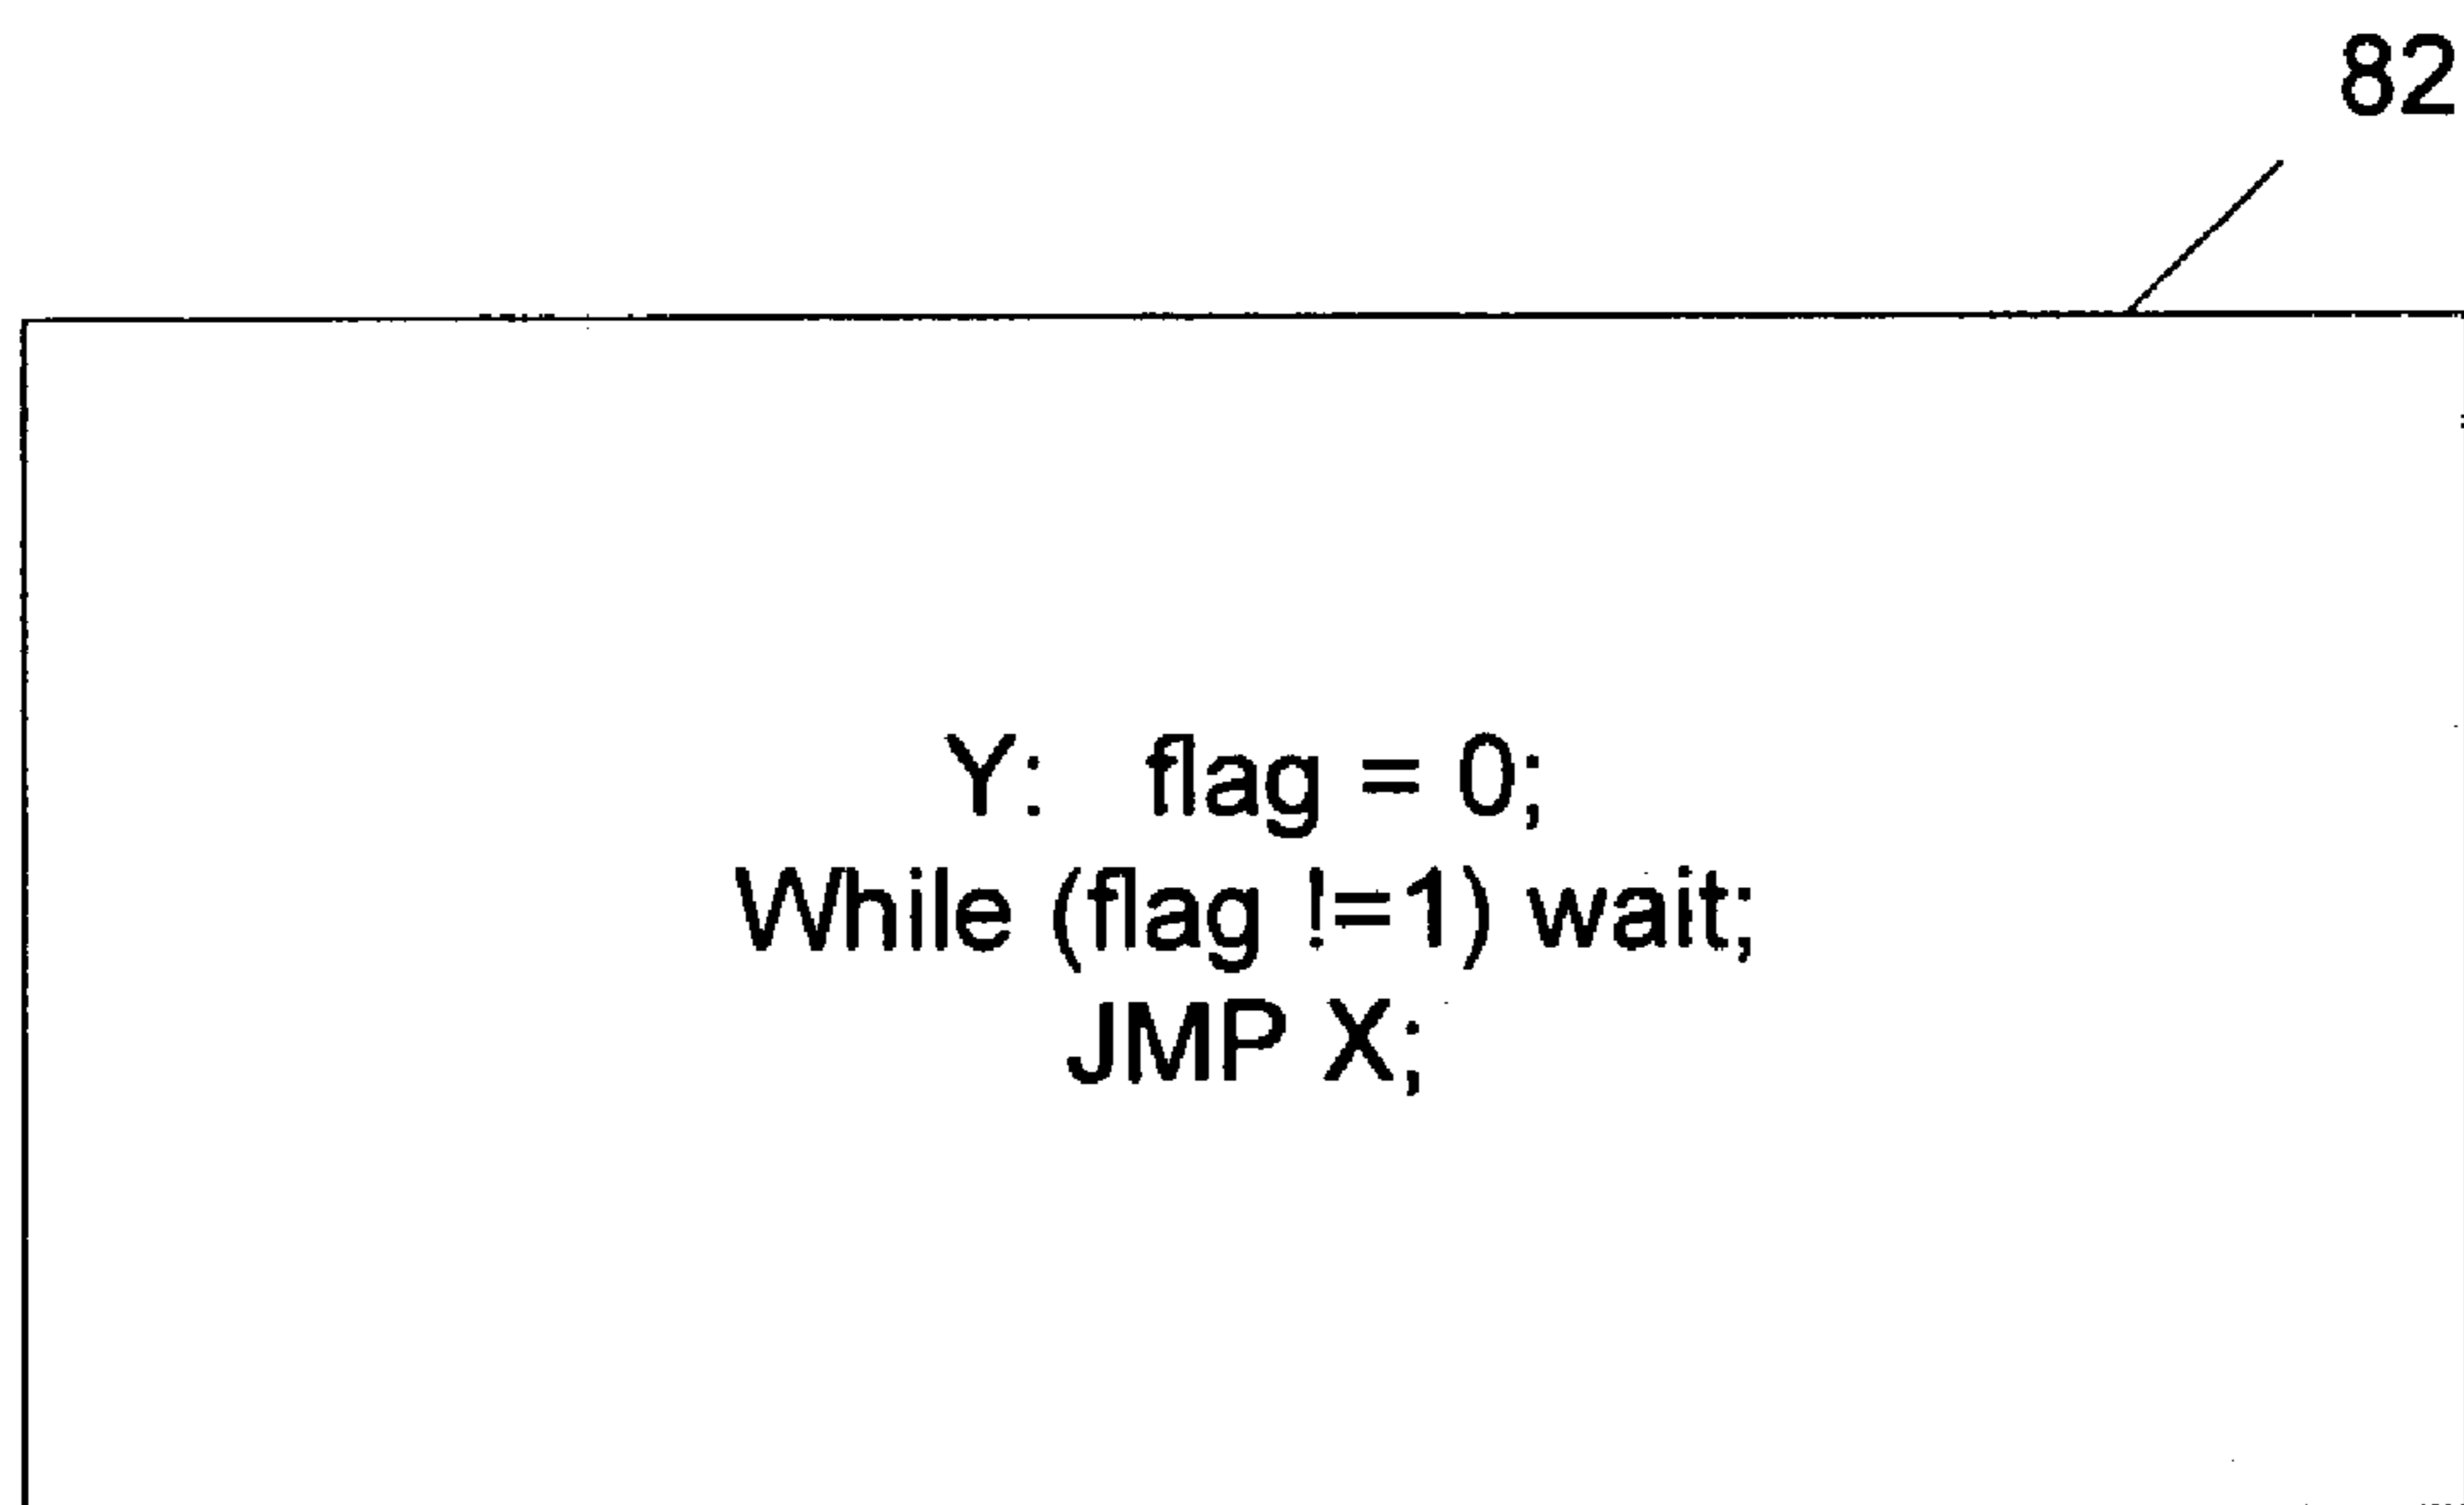 82
Y: flag = 0;
While (flag !=1) wait;
JMP X;